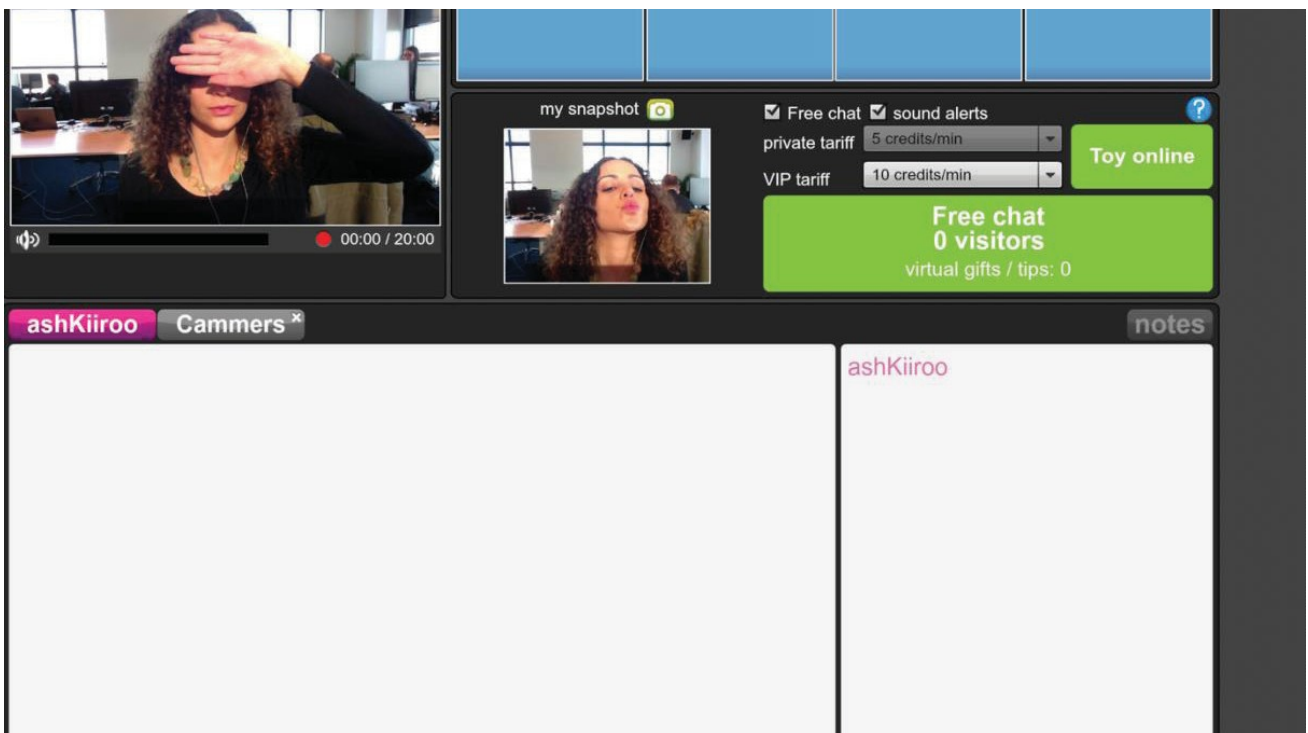 my snapshot
Free chat sound alerts
private tariff 5 credits/min
VIP tariff 10 credits/min
Toy online
?
Free chat
0 visitors
virtual gifts / tips: 0
00:00 / 20:00
ashKiiroo Cammers x notes
ashKiiroo